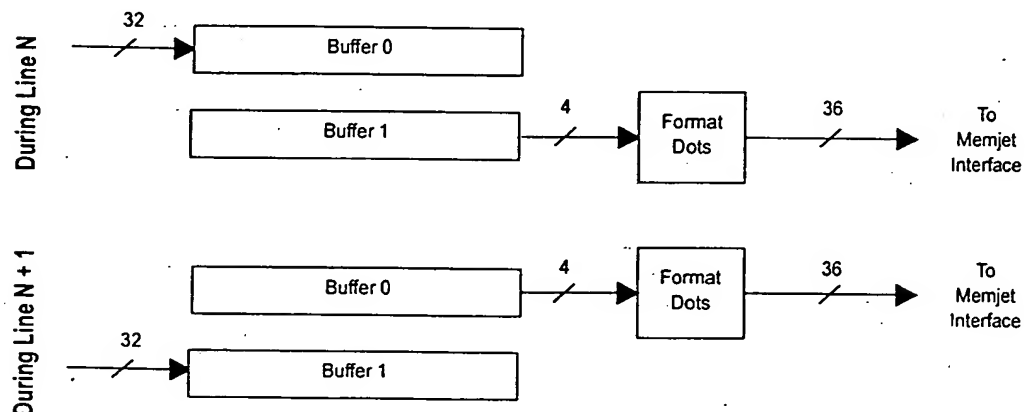 During Line N
32
Buffer 0
Buffer 1
4
Format
Dots
36
To
Memjet
Interface
During Line N + 1
Buffer 0
4
Format
Dots
36
To
Memjet
Interface
32
Buffer 1